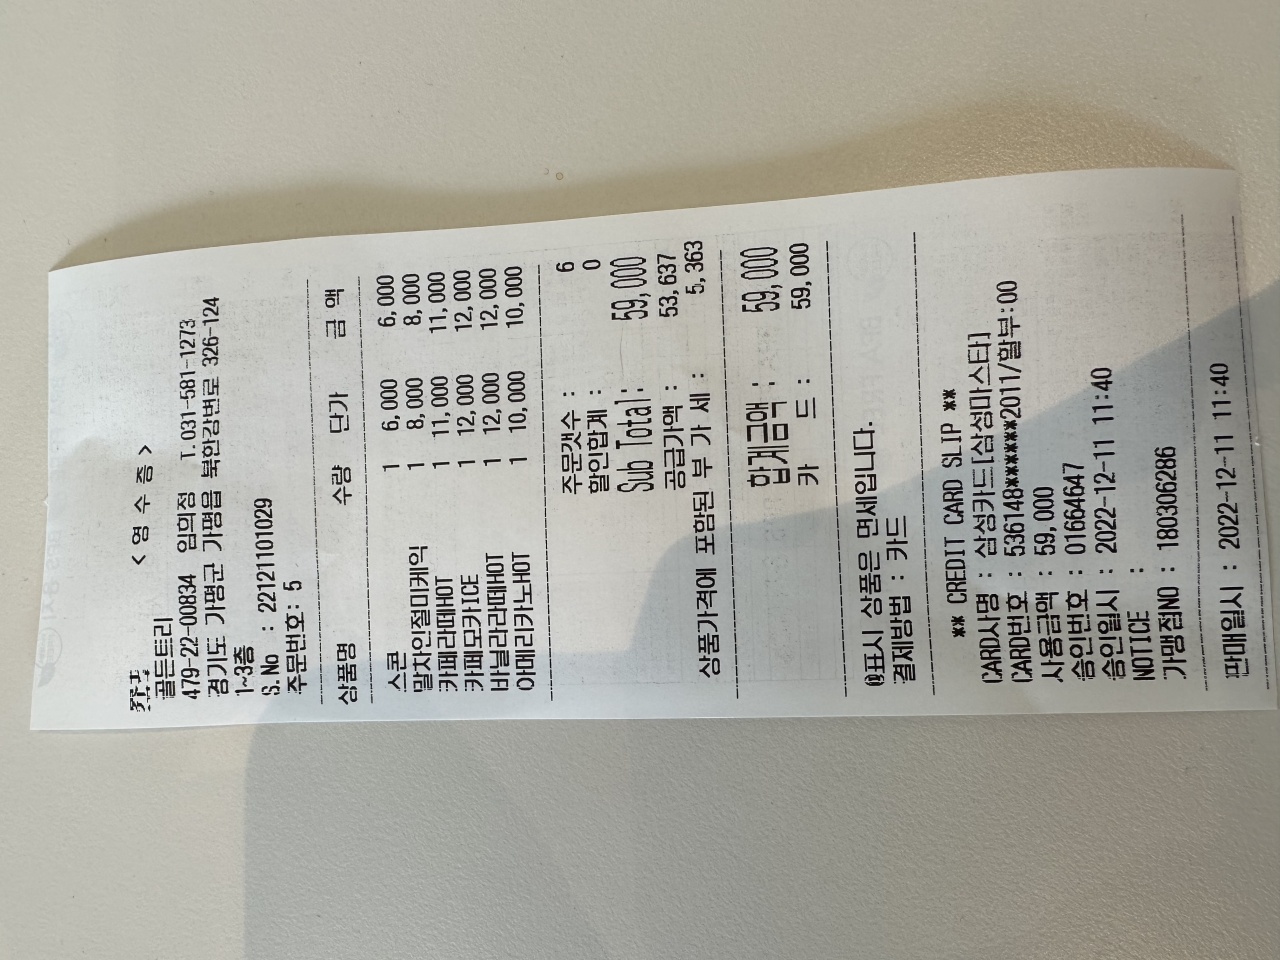 < 영 수 증 >
골든트리
479-22-00834 임의정 T.031-581-1273
경기도 가평군 가평읍 북한강변로 326-124
1~3층
S.No : 221211101029
주문번호: 5
상품명 수량 단가 금 액
스콘 1 6,000 6,000
말차인절미케익 1 8,000 8,000
카페라떼HOT 1 11,000 11,000
카페모카ICE 1 12,000 12,000
바닐라라떼HOT 1 12,000 12,000
아메리카노HOT 1 10,000 10,000
주문갯수 : 6
할인합계 : 0
Sub Total: 59,000
공급가액 : 53,637
상품가격에 포함된 부 가 세 : 5,363
합계금액 : 59,000
카 드 : 59,000
@표시 상품은 면세입니다.
결제방법 : 카드
** CREDIT CARD SLIP **
CARD사명 : 삼성카드[삼성마스타]
CARD번호 : 536148*******2011/할부:00
사용금액 : 59,000
승인번호 : 01664647
승인일시 : 2022-12-11 11:40
NOTICE :
가맹점NO : 180306286
판매일시 : 2022-12-11 11:40